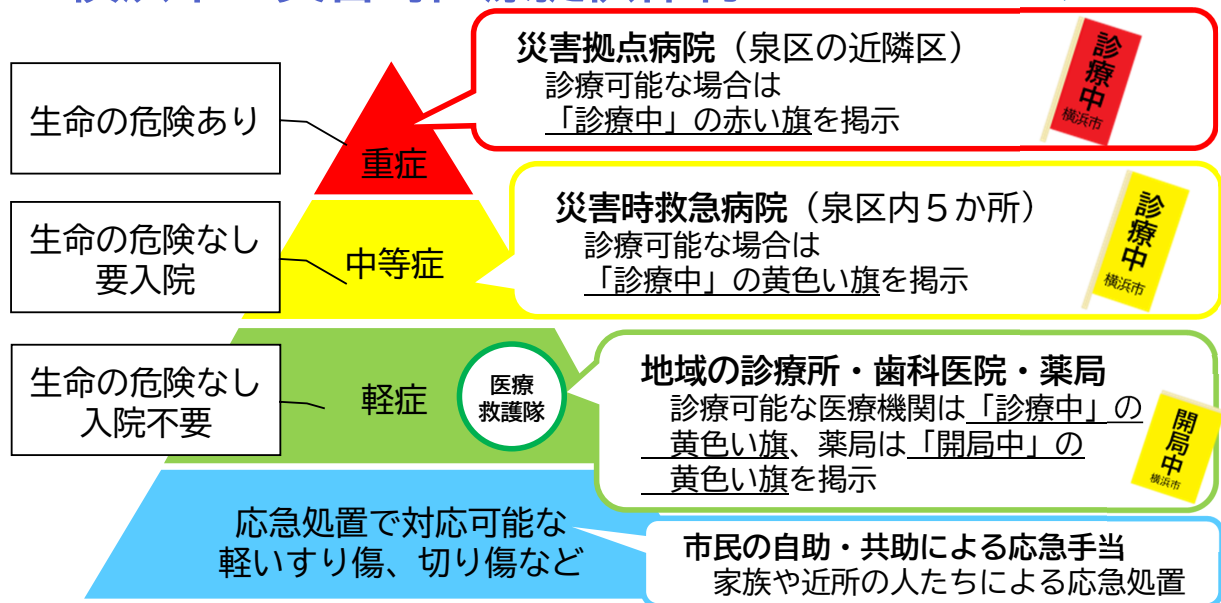 災害拠点病院（泉区の近隣区）
診療可能な場合は
「診療中」の赤い旗を掲示
診療中
横浜市
生命の危険あり
重症
災害時救急病院（泉区内５か所）
診療可能な場合は
「診療中」の黄色い旗を掲示
診療中
横浜市
生命の危険なし
要入院
中等症
地域の診療所・歯科医院・薬局
診療可能な医療機関は「診療中」の
黄色い旗、薬局は「開局中」の
黄色い旗を掲示
開局中
横浜市
生命の危険なし
入院不要
軽症
医療
救護隊
応急処置で対応可能な
軽いすり傷、切り傷など
市民の自助・共助による応急手当
家族や近所の人たちによる応急処置